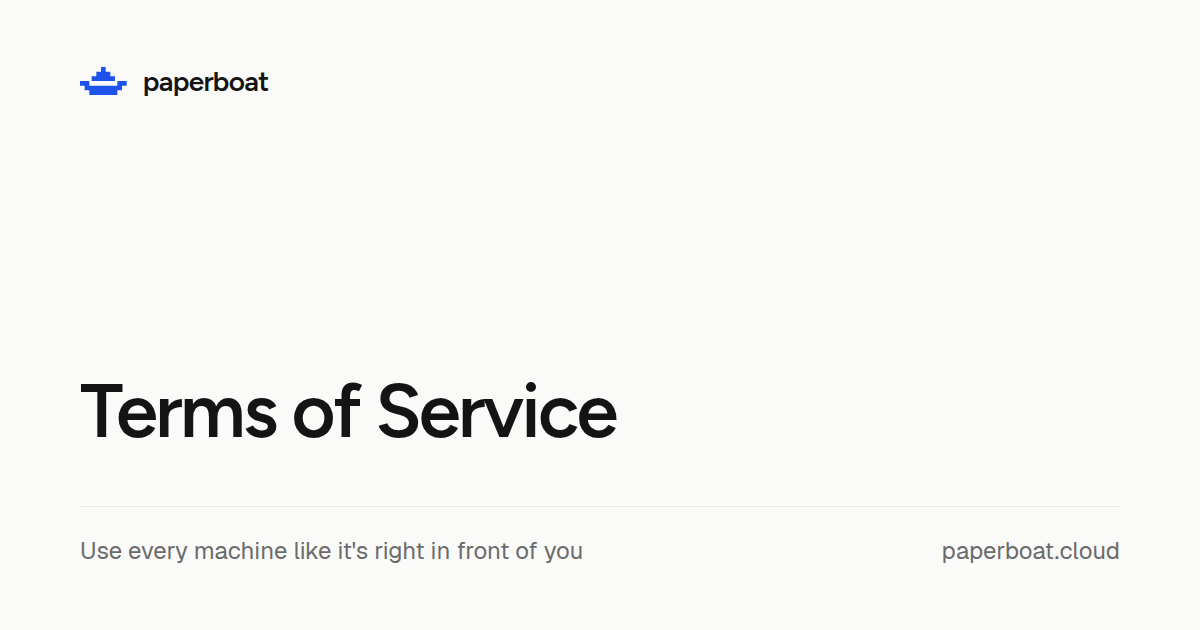 paperboat
Terms of Service
Use every machine like it's right in front of you
paperboat.cloud